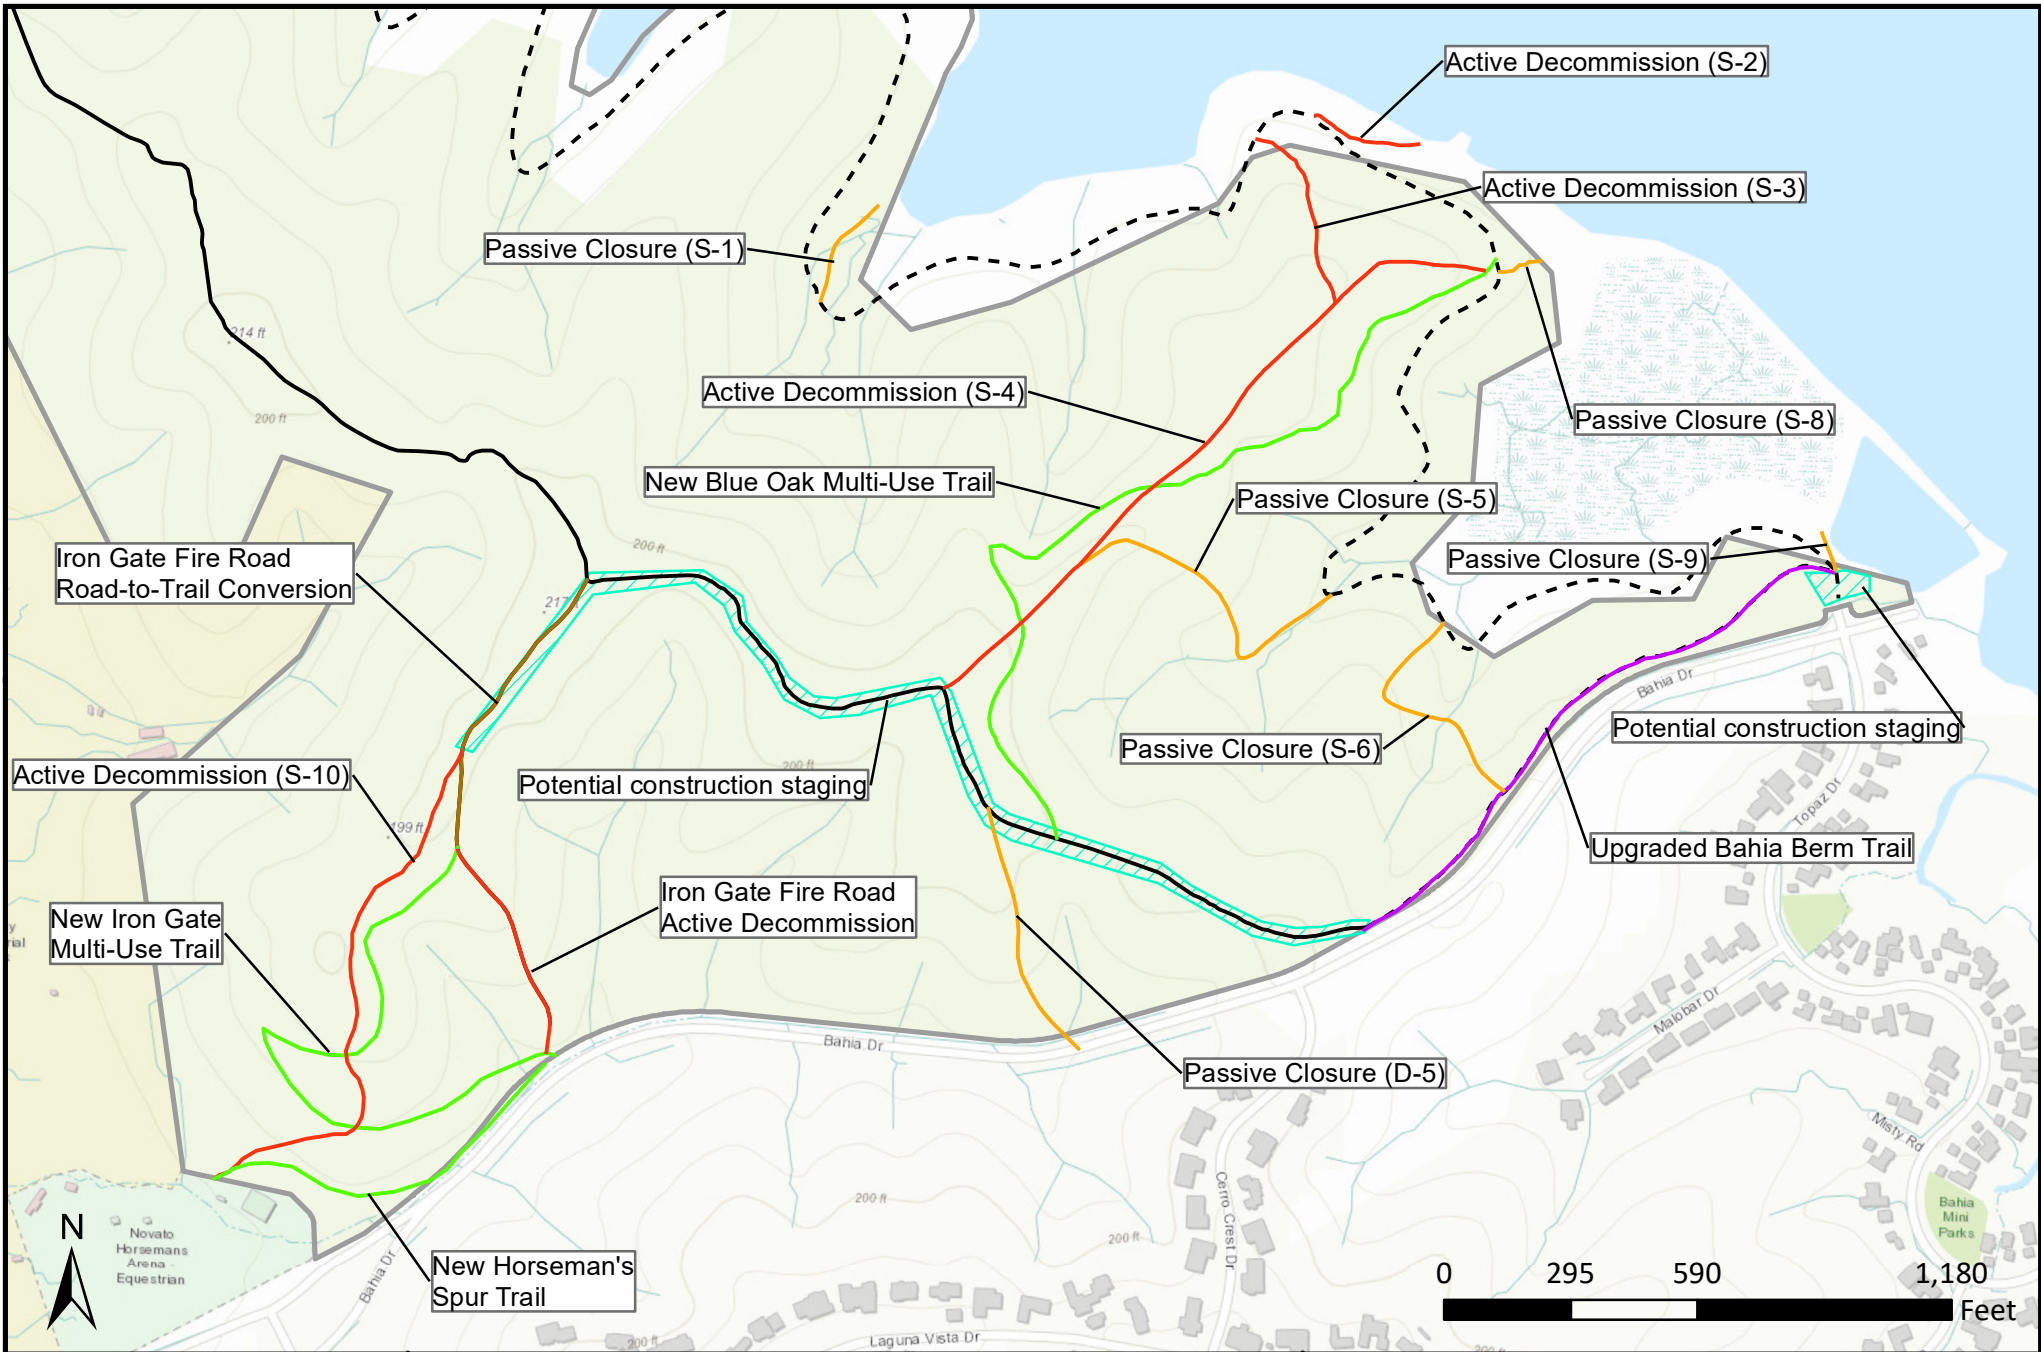 Active Decommission (S-2)
Active Decommission (S-3)
Passive Closure (S-1)
214 ft
Active Decommission (S-4)
200 ft
Passive Closure (S-8)
New Blue Oak Multi-Use Trail
Passive Closure (S-5)
200 ft
Passive Closure (S-9)
Iron Gate Fire Road
Road-to-Trail Conversion
Bahia Dr
Potential construction staging
Passive Closure (S-6)
200 ft
Active Decommission (S-10)
Potential construction staging
Topaz Dr
199 ft
Upgraded Bahia Berm Trail
Iron Gate Fire Road
Active Decommission
New Iron Gate
Multi-Use Trail
Malobar Dr
Bahia Dr
Passive Closure (D-5)
Misty Rd
200 ft
Cerro Crest Dr
Bahia
Mini
Parks
200 ft
N
Novato
Horsemans
Arena -
Equestrian
Bahia Dr
New Horseman's
Spur Trail
0 295 590 1,180
Feet
Laguna Vista Dr
200 ft